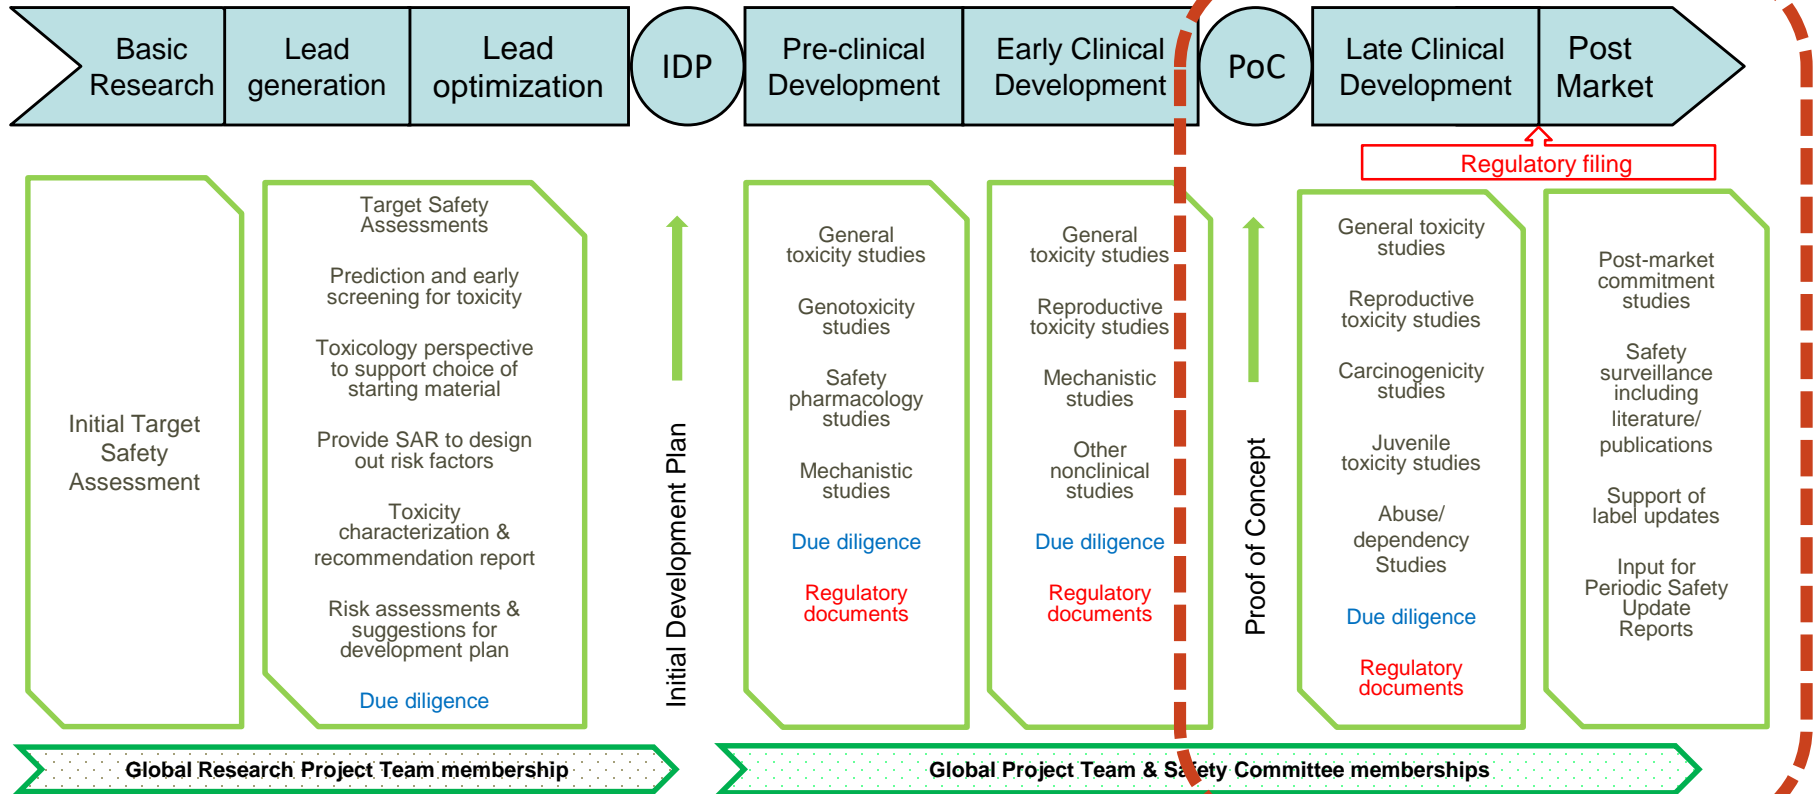 Basic
Research
Lead
generation
Lead
optimization
IDP
Pre-clinical
Development
Early Clinical
Development
PoC
Late Clinical
Development
Post
Market
Regulatory filing
Initial Target
Safety
Assessment
Target Safety
Assessments
Prediction and early
screening for toxicity
Toxicology perspective
to support choice of
starting material
Provide SAR to design
out risk factors
Toxicity
characterization &
recommendation report
Risk assessments &
suggestions for
development plan
Due diligence
Initial Development Plan
General
toxicity studies
Genotoxicity
studies
Safety
pharmacology
studies
Mechanistic
studies
Due diligence
Regulatory
documents
General
toxicity studies
Reproductive
toxicity studies
Mechanistic
studies
Other
nonclinical
studies
Due diligence
Regulatory
documents
Proof of Concept
General toxicity
studies
Reproductive
toxicity studies
Carcinogenicity
studies
Juvenile
toxicity studies
Abuse/
dependency
Studies
Due diligence
Regulatory
documents
Post-market
commitment
studies
Safety
surveillance
including
literature/
publications
Support of
label updates
Input for
Periodic Safety
Update
Reports
Global Research Project Team membership
Global Project Team & Safety Committee memberships